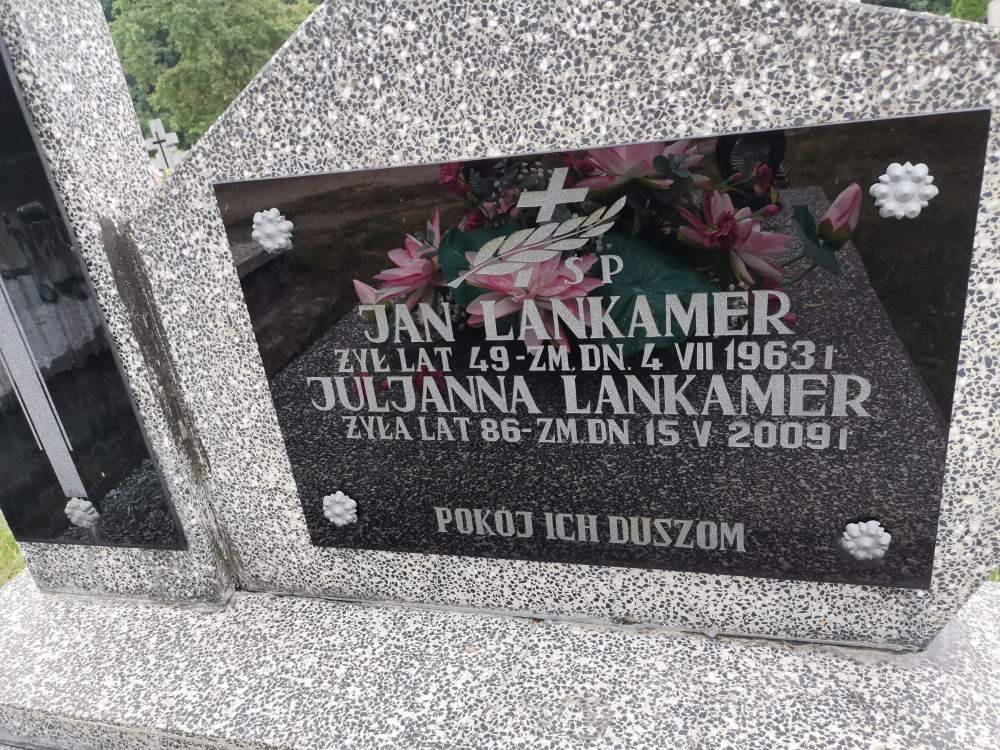 Ś P
JAN LANKAMER
ŻYŁ LAT 49 - ZM. DN. 4 VII 1963 r.
JULJANNA LANKAMER
ŻYŁA LAT 86 - ZM. DN. 15 V 2009 r.
POKÓJ ICH DUSZOM